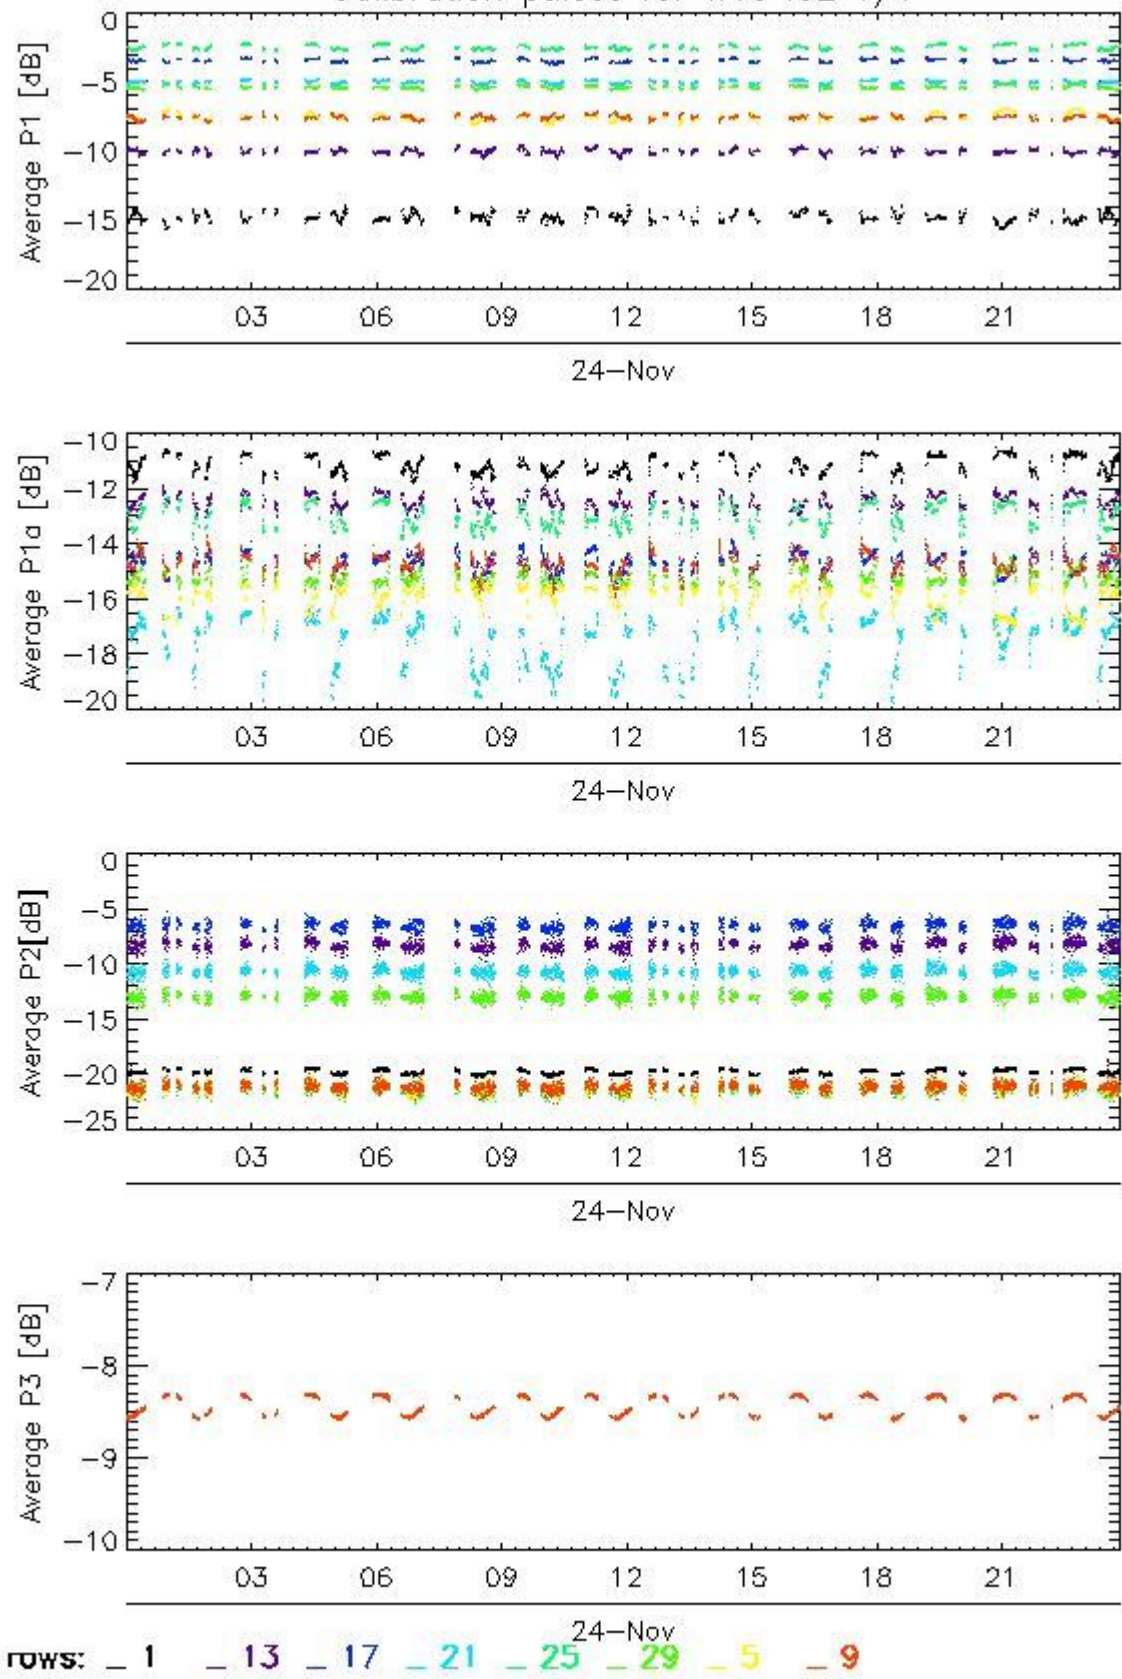 0
-5
-10
-15
-20
Average P1 [dB]
03 06 09 12 15 18 21
24-Nov
-10
-12
-14
-16
-18
-20
Average P1a [dB]
03 06 09 12 15 18 21
24-Nov
0
-5
-10
-15
-20
-25
Average P2[dB]
03 06 09 12 15 18 21
24-Nov
-7
-8
-9
-10
Average P3 [dB]
03 06 09 12 15 18 21
24-Nov
rows: _ 1 _ 13 _ 17 _ 21 _ 25 _ 29 _ 5 _ 9